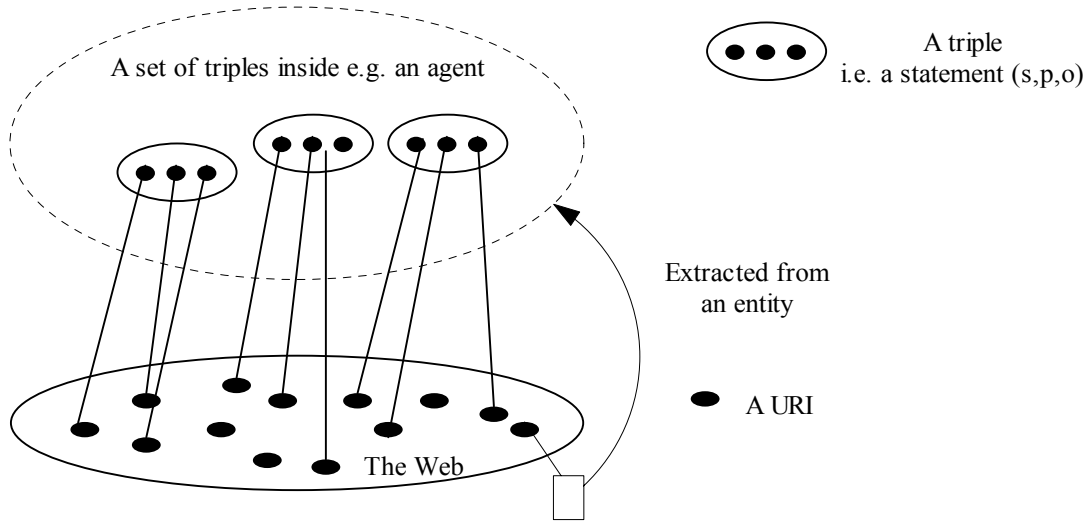 A set of triples inside e.g. an agent
A triple
i.e. a statement (s,p,o)
Extracted from
an entity
A URI
The Web